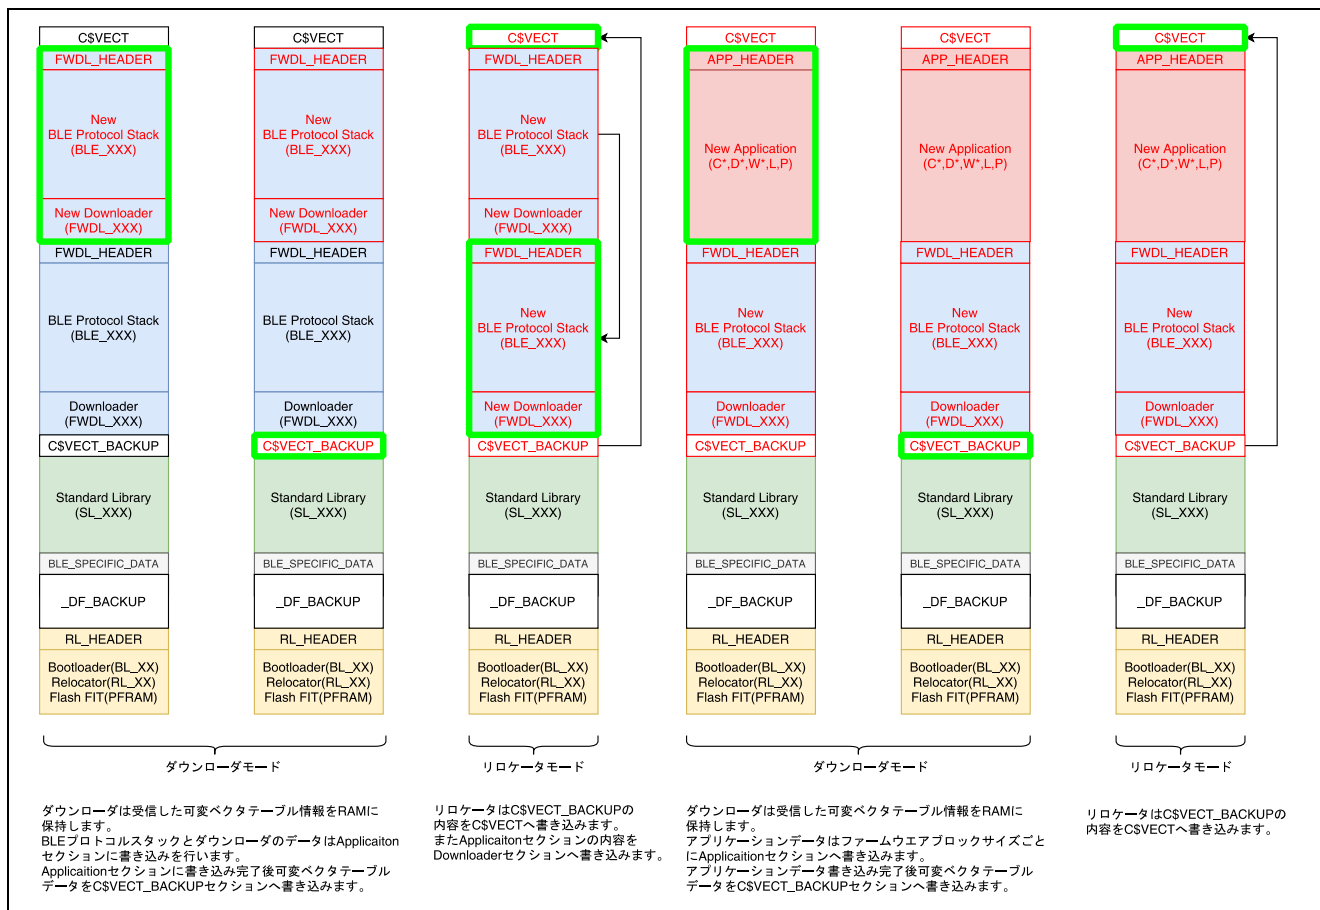 C$VECT
FWDL_HEADER
New
BLE Protocol Stack
(BLE_XXX)
New Downloader
(FWDL_XXX)
FWDL_HEADER
BLE Protocol Stack
(BLE_XXX)
Downloader
(FWDL_XXX)
C$VECT_BACKUP
Standard Library
(SL_XXX)
BLE_SPECIFIC_DATA
_DF_BACKUP
RL_HEADER
Bootloader(BL_XX)
Relocator(RL_XX)
Flash FIT(PFRAM)
C$VECT
FWDL_HEADER
New
BLE Protocol Stack
(BLE_XXX)
New Downloader
(FWDL_XXX)
FWDL_HEADER
BLE Protocol Stack
(BLE_XXX)
Downloader
(FWDL_XXX)
C$VECT_BACKUP
Standard Library
(SL_XXX)
BLE_SPECIFIC_DATA
_DF_BACKUP
RL_HEADER
Bootloader(BL_XX)
Relocator(RL_XX)
Flash FIT(PFRAM)
C$VECT
FWDL_HEADER
New
BLE Protocol Stack
(BLE_XXX)
New Downloader
(FWDL_XXX)
FWDL_HEADER
New
BLE Protocol Stack
(BLE_XXX)
New Downloader
(FWDL_XXX)
C$VECT_BACKUP
Standard Library
(SL_XXX)
BLE_SPECIFIC_DATA
_DF_BACKUP
RL_HEADER
Bootloader(BL_XX)
Relocator(RL_XX)
Flash FIT(PFRAM)
C$VECT
APP_HEADER
New Application
(C*,D*,W*,L,P)
FWDL_HEADER
New
BLE Protocol Stack
(BLE_XXX)
Downloader
(FWDL_XXX)
C$VECT_BACKUP
Standard Library
(SL_XXX)
BLE_SPECIFIC_DATA
_DF_BACKUP
RL_HEADER
Bootloader(BL_XX)
Relocator(RL_XX)
Flash FIT(PFRAM)
C$VECT
APP_HEADER
New Application
(C*,D*,W*,L,P)
FWDL_HEADER
New
BLE Protocol Stack
(BLE_XXX)
Downloader
(FWDL_XXX)
C$VECT_BACKUP
Standard Library
(SL_XXX)
BLE_SPECIFIC_DATA
_DF_BACKUP
RL_HEADER
Bootloader(BL_XX)
Relocator(RL_XX)
Flash FIT(PFRAM)
C$VECT
APP_HEADER
New Application
(C*,D*,W*,L,P)
FWDL_HEADER
New
BLE Protocol Stack
(BLE_XXX)
Downloader
(FWDL_XXX)
C$VECT_BACKUP
Standard Library
(SL_XXX)
BLE_SPECIFIC_DATA
_DF_BACKUP
RL_HEADER
Bootloader(BL_XX)
Relocator(RL_XX)
Flash FIT(PFRAM)
ダウンローダモード
リロケータモード
ダウンローダモード
リロケータモード
ダウンローダは受信した可変ベクタテーブル情報をRAMに
保持します。
BLEプロトコルスタックとダウンローダのデータはApplicaiton
セクションに書き込みを行います。
Applicaitionセクションに書き込み完了後可変ベクタテーブル
データをC$VECT_BACKUPセクションへ書き込みます。
リロケータはC$VECT_BACKUPの
内容をC$VECTへ書き込みます。
またApplicaitonセクションの内容を
Downloaderセクションへ書き込みます。
ダウンローダは受信した可変ベクタテーブル情報をRAMに
保持します。
アプリケーションデータはファームウエアブロックサイズごと
にApplicaitionセクションへ書き込みます。
アプリケーションデータ書き込み完了後可変ベクタテーブル
データをC$VECT_BACKUPセクションへ書き込みます。
リロケータはC$VECT_BACKUPの
内容をC$VECTへ書き込みます。